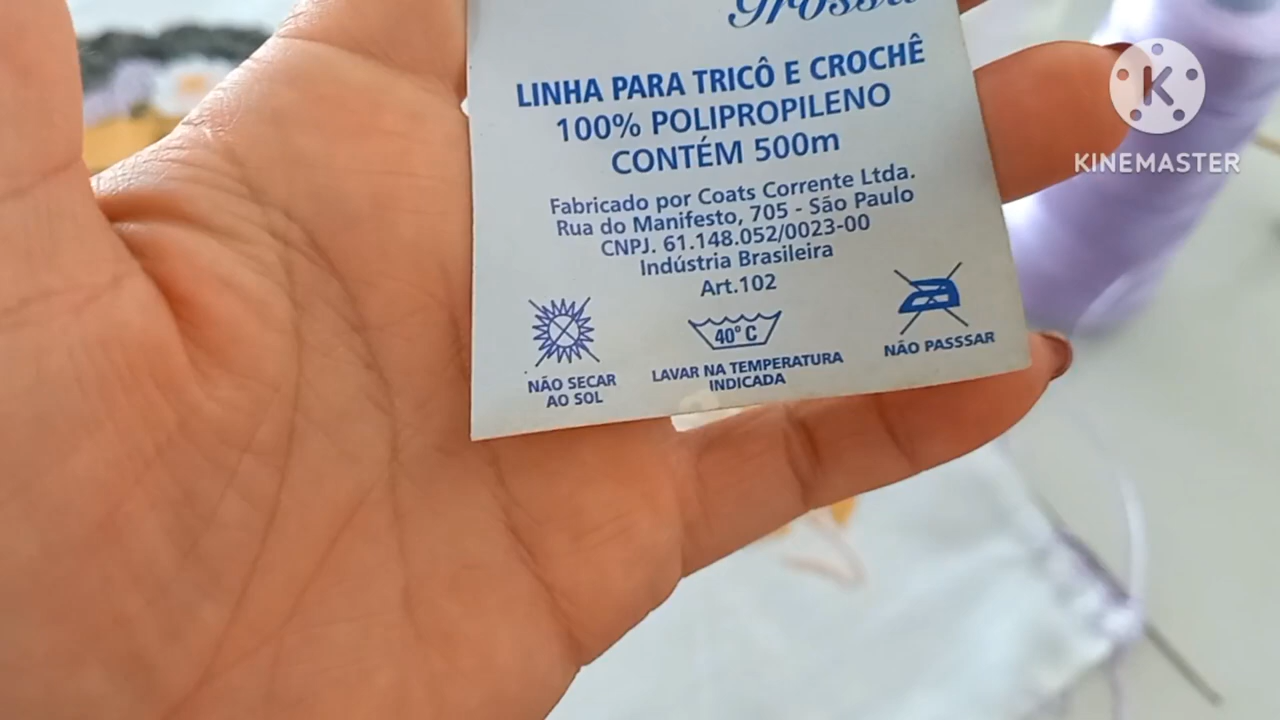 grossa
LINHA PARA TRICÔ E CROCHÊ
100% POLIPROPILENO
CONTÉM 500m
Fabricado por Coats Corrente Ltda.
Rua do Manifesto, 705 - São Paulo
CNPJ. 61.148.052/0023-00
Indústria Brasileira
Art.102
NÃO SECAR
AO SOL
40° C
LAVAR NA TEMPERATURA
INDICADA
NÃO PASSSAR
K
KINEMASTER